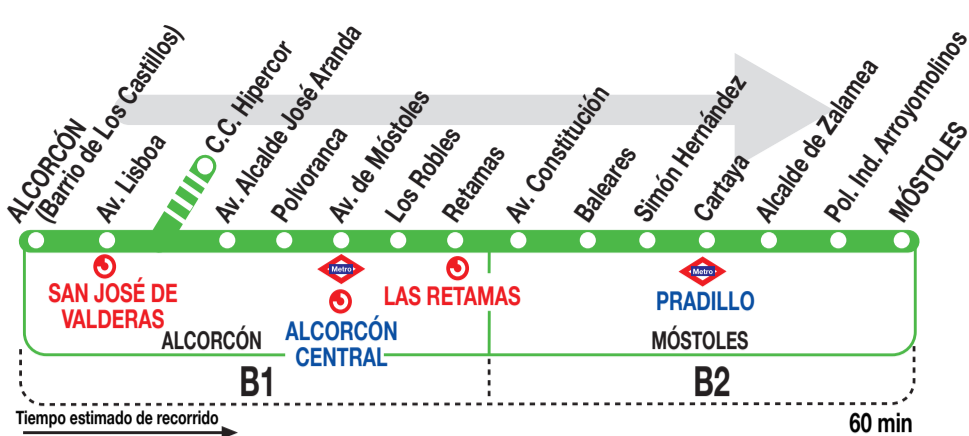 ALCORCÓN
(Barrio de Los Castillos)
Av. Lisboa
C.C. Hipercor
Av. Alcalde José Aranda
Polvoranca
Av. de Móstoles
Los Robles
Retamas
Av. Constitución
Baleares
Simón Hernández
Cartaya
Alcalde de Zalamea
Pol. Ind. Arroyomolinos
MÓSTOLES
SAN JOSÉ DE
VALDERAS
Metro
ALCORCÓN
CENTRAL
LAS RETAMAS
Metro
PRADILLO
ALCORCÓN
MÓSTOLES
B1
B2
Tiempo estimado de recorrido
60 min